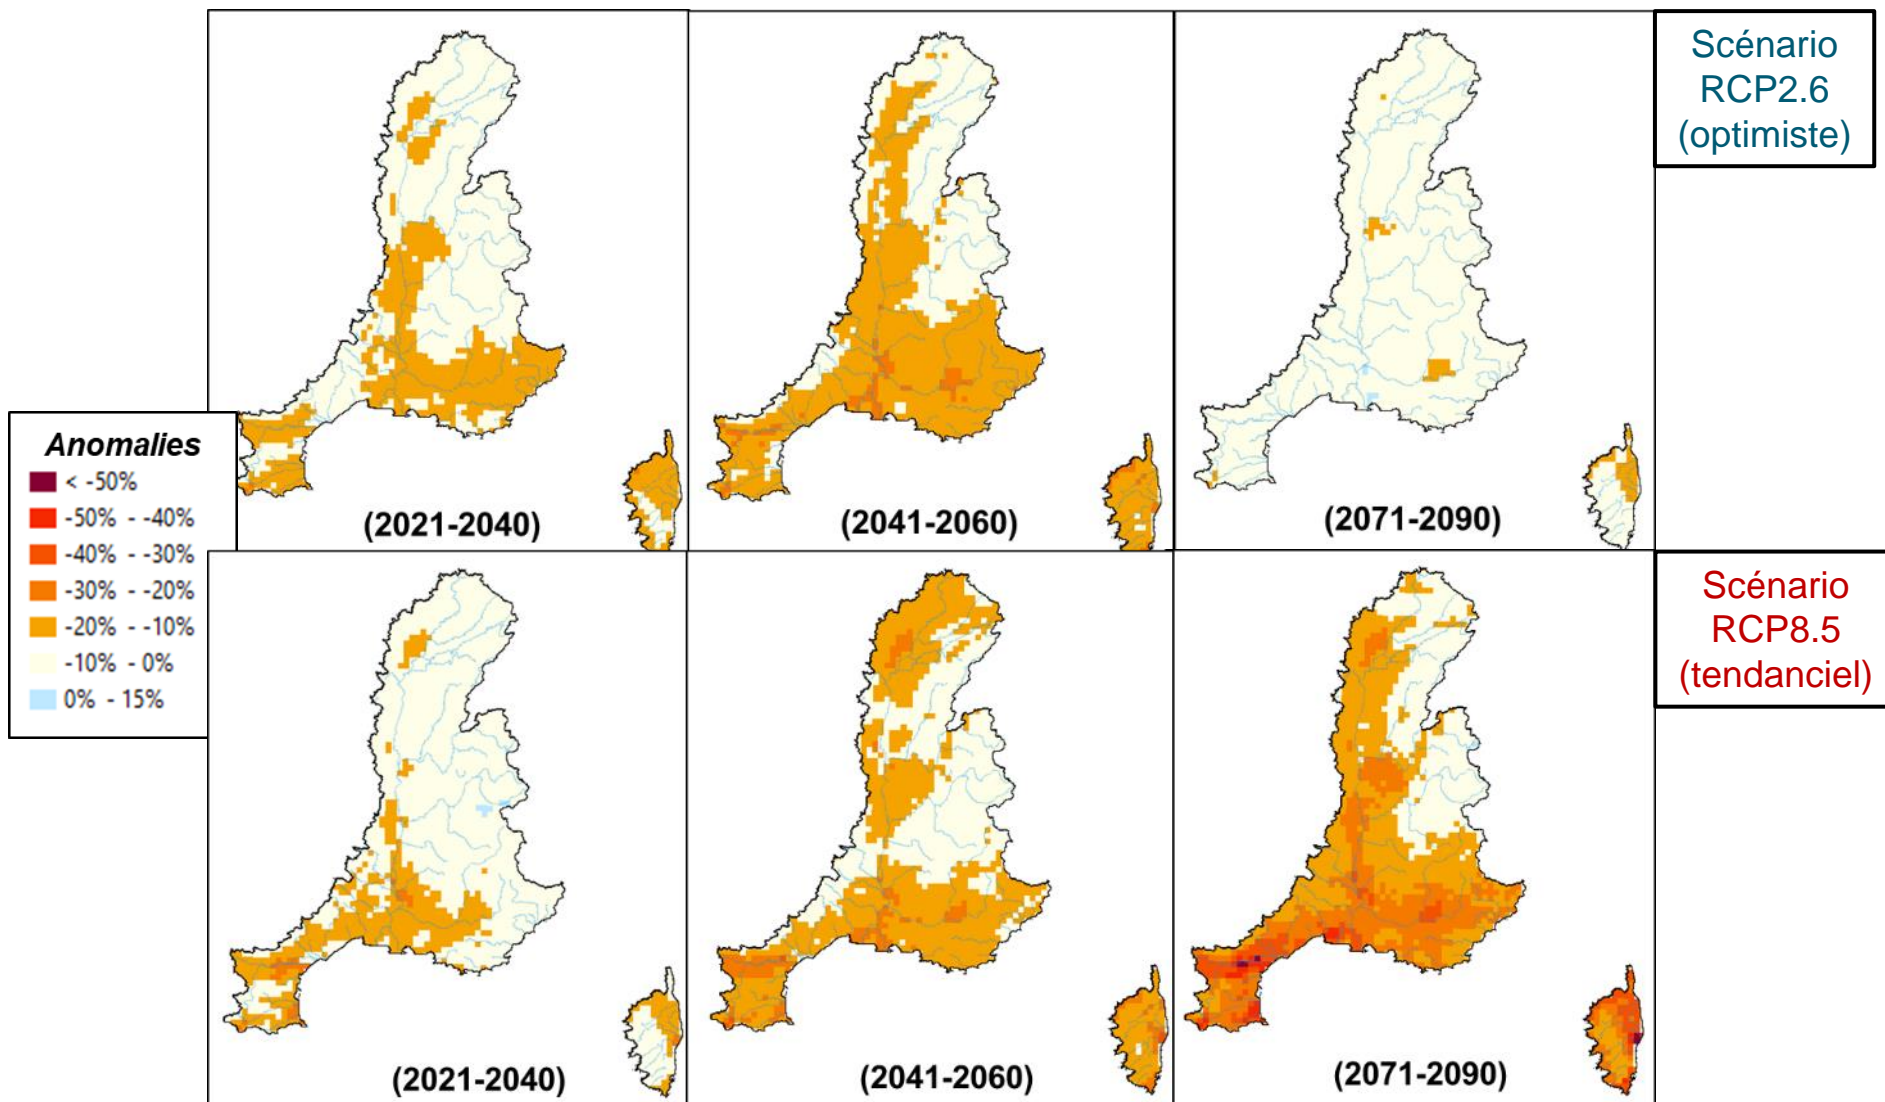 Scénario
RCP2.6
(optimiste)
(2021-2040)
(2041-2060)
(2071-2090)
Anomalies
< -50%
-50% - -40%
-40% - -30%
-30% - -20%
-20% - -10%
-10% - 0%
0% - 15%
Scénario
RCP8.5
(tendanciel)
(2021-2040)
(2041-2060)
(2071-2090)